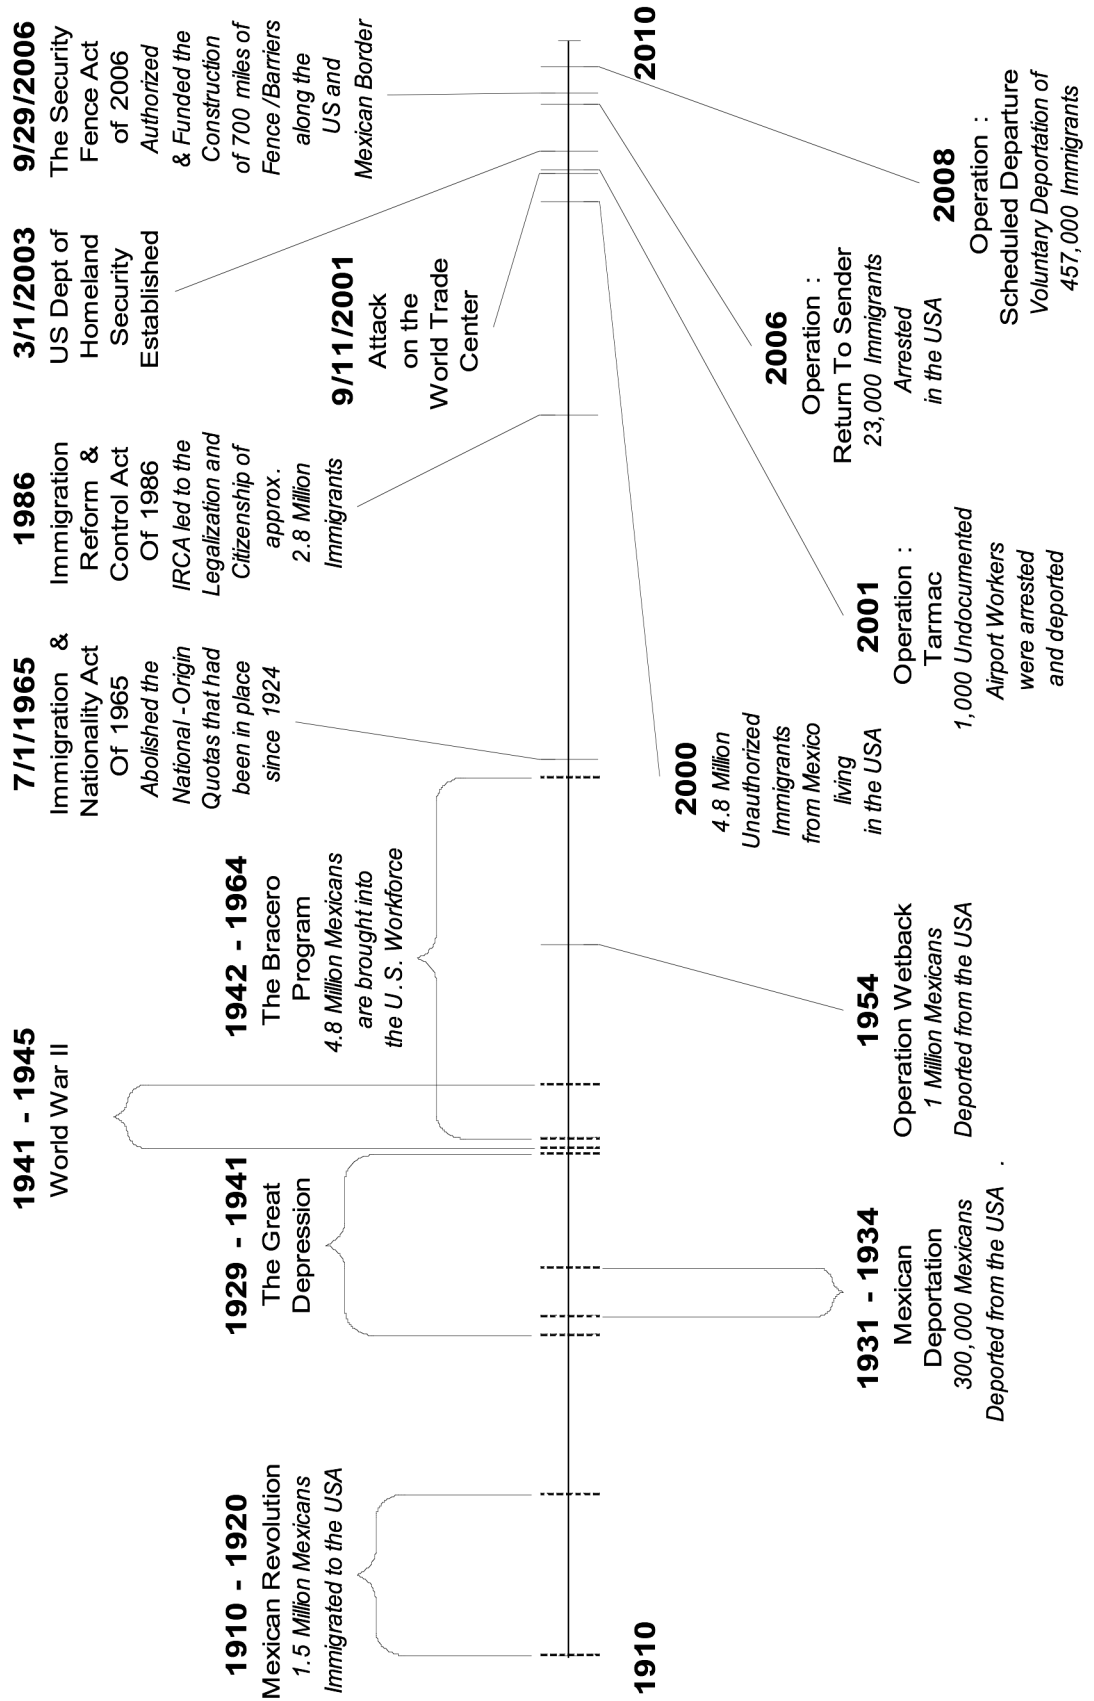 1941 - 1945
World War II
7/1/1965
Immigration &
Nationality Act
Of 1965
Abolished the
National -Origin
Quotas that had
been in place
since 1924
1986
Immigration
Reform &
Control Act
Of 1986
IRCA led to the
Legalization and
Citizenship of
approx.
2.8 Million
Immigrants
3/1/2003
US Dept of
Homeland
Security
Established
9/29/2006
The Security
Fence Act
of 2006
Authorized
& Funded the
Construction
of 700 miles of
Fence /Barriers
along the
US and
Mexican Border
1910 - 1920
Mexican Revolution
1.5 Million Mexicans
Immigrated to the USA
1929 - 1941
The Great
Depression
1942 - 1964
The Bracero
Program
4.8 Million Mexicans
are brought into
the U.S. Workforce
9/11/2001
Attack
on the
World Trade
Center
1910
2010
1931 - 1934
Mexican
Deportation
300,000 Mexicans
Deported from the USA .
1954
Operation Wetback
1 Million Mexicans
Deported from the USA
2000
4.8 Million
Unauthorized
Immigrants
from Mexico
living
in the USA
2001
Operation :
Tarmac
1,000 Undocumented
Airport Workers
were arrested
and deported
2006
Operation :
Return To Sender
23,000 Immigrants
Arrested
in the USA
2008
Operation :
Scheduled Departure
Voluntary Deportation of
457,000 Immigrants